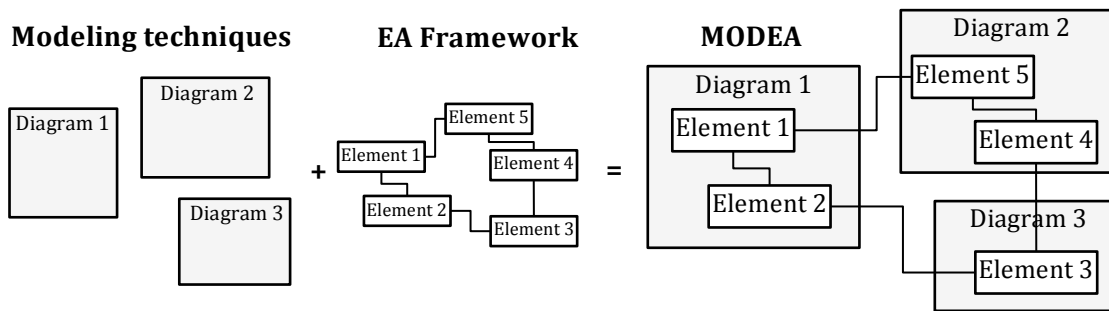 Modeling techniques
Diagram 1
Diagram 2
Diagram 3
+
EA Framework
Element 5
Element 1
Element 4
Element 2
Element 3
=
MODEA
Diagram 1
Element 1
Element 2
Diagram 2
Element 5
Element 4
Diagram 3
Element 3